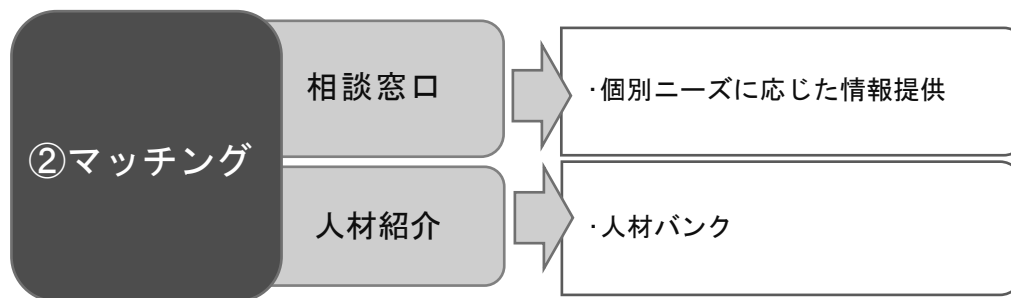 ②マッチング
相談窓口
・個別ニーズに応じた情報提供
人材紹介
・人材バンク